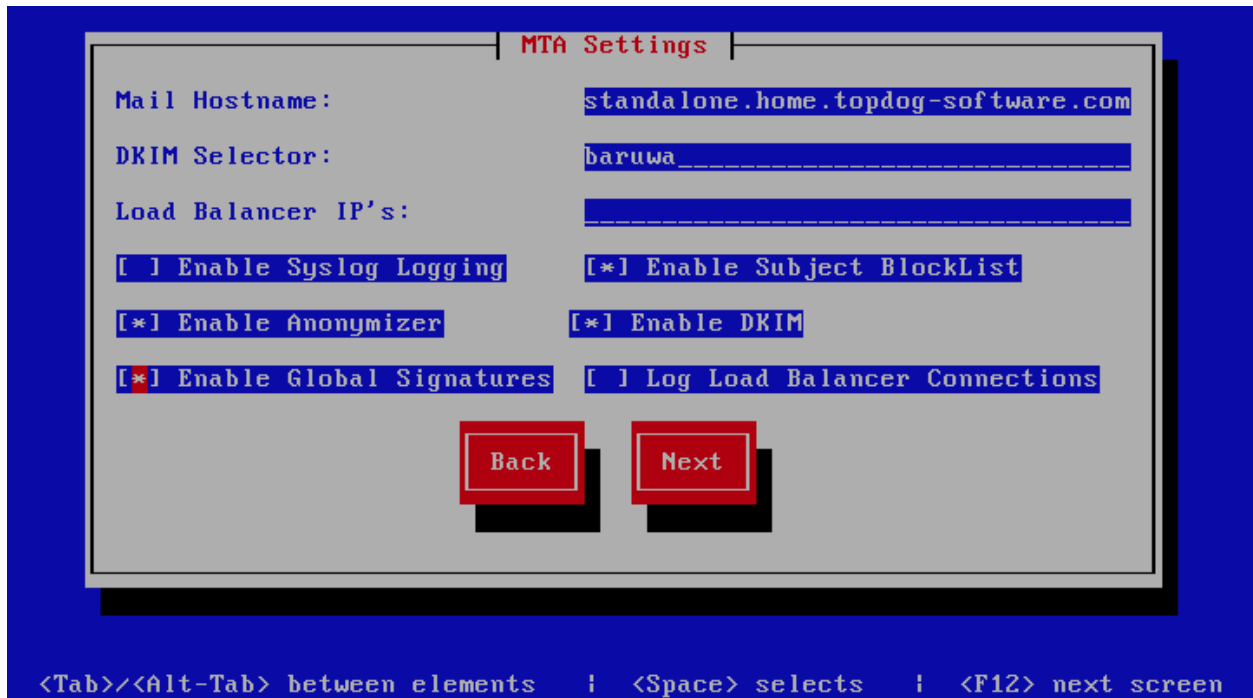 MTA Settings
Mail Hostname: standalone.home.topdog-software.com
DKIM Selector: baruwa_____________________________
Load Balancer IP's: ___________________________________
[ ] Enable Syslog Logging [*] Enable Subject BlockList
[*] Enable Anonymizer [*] Enable DKIM
[*] Enable Global Signatures [ ] Log Load Balancer Connections
Back Next
<Tab>/<Alt-Tab> between elements | <Space> selects | <F12> next screen